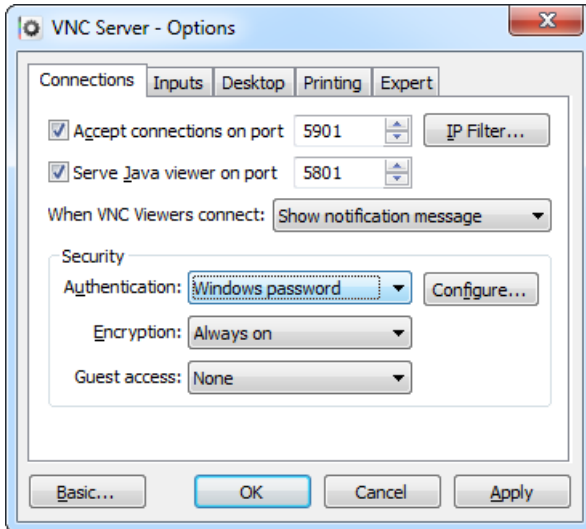 VNC Server - Options
Connections Inputs Desktop Printing Expert
Accept connections on port 5901 IP Filter...
Serve Java viewer on port 5801
When VNC Viewers connect: Show notification message
Security
Authentication: Windows password Configure...
Encryption: Always on
Guest access: None
Basic... OK Cancel Apply